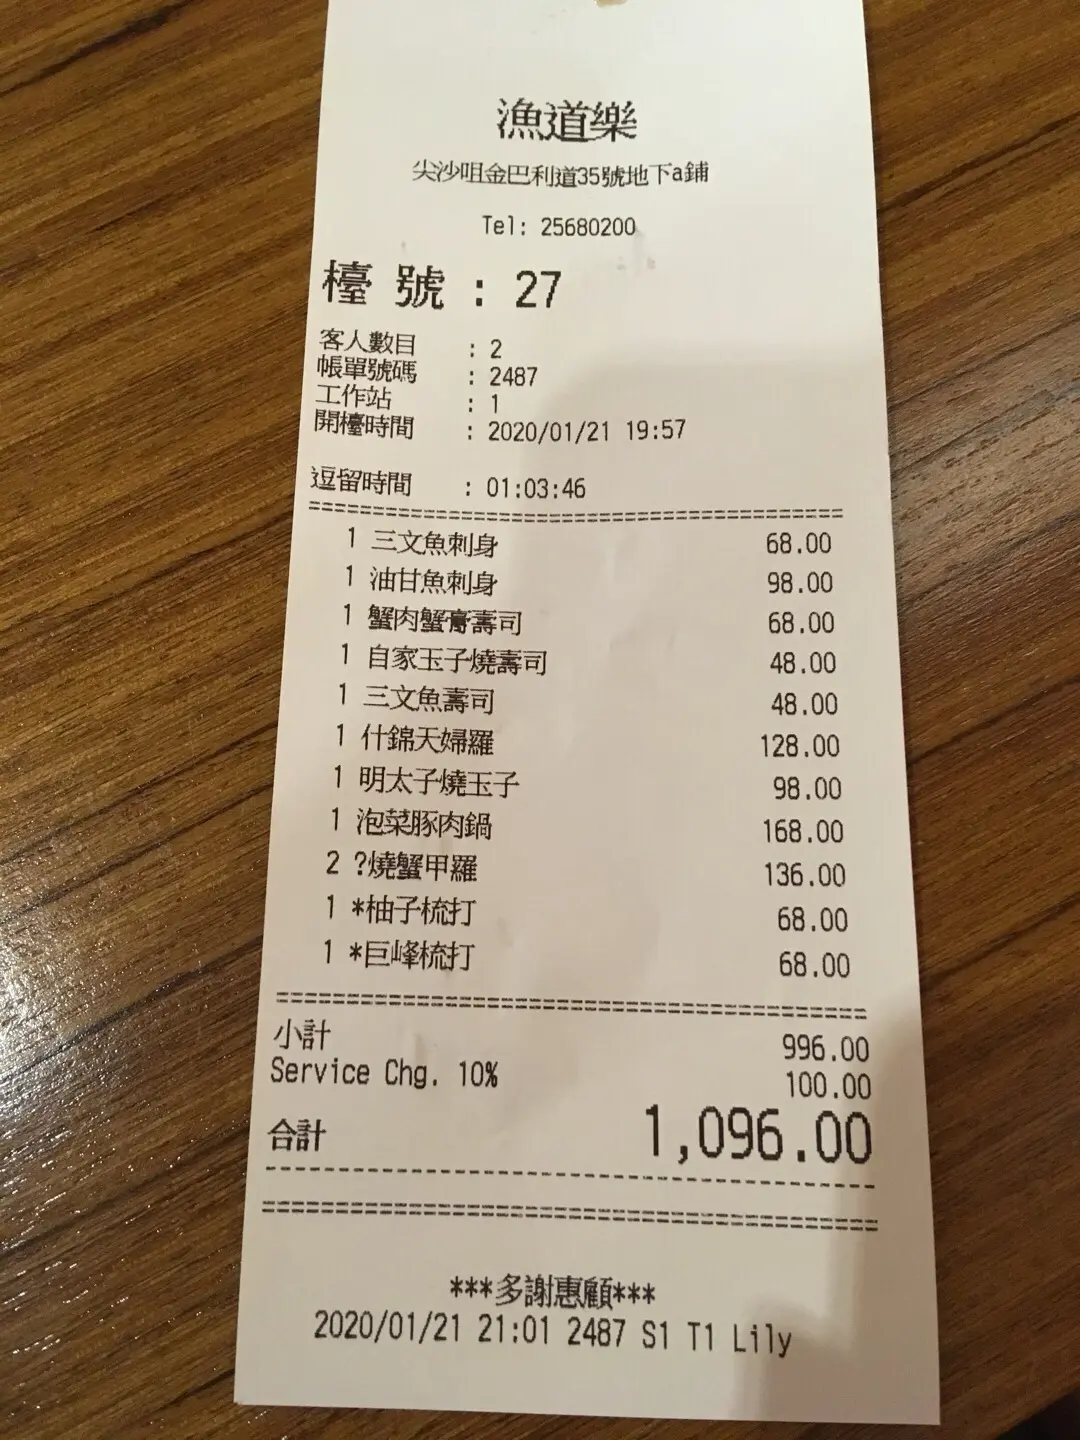 漁道樂
尖沙咀金巴利道35號地下a鋪
Tel: 25680200
檯號 : 27
客人數目 : 2
帳單號碼 : 2487
工作站 : 1
開檯時間 : 2020/01/21 19:57
逗留時間 : 01:03:46
1 三文魚刺身 68.00
1 油甘魚刺身 98.00
1 蟹肉蟹膏壽司 68.00
1 自家玉子燒壽司 48.00
1 三文魚壽司 48.00
1 什錦天婦羅 128.00
1 明太子燒玉子 98.00
1 泡菜豚肉鍋 168.00
2 ?燒蟹甲羅 136.00
1 *柚子梳打 68.00
1 *巨峰梳打 68.00
小計 996.00
Service Chg. 10% 100.00
合計 1,096.00
***多謝惠顧***
2020/01/21 21:01 2487 S1 T1 Lily